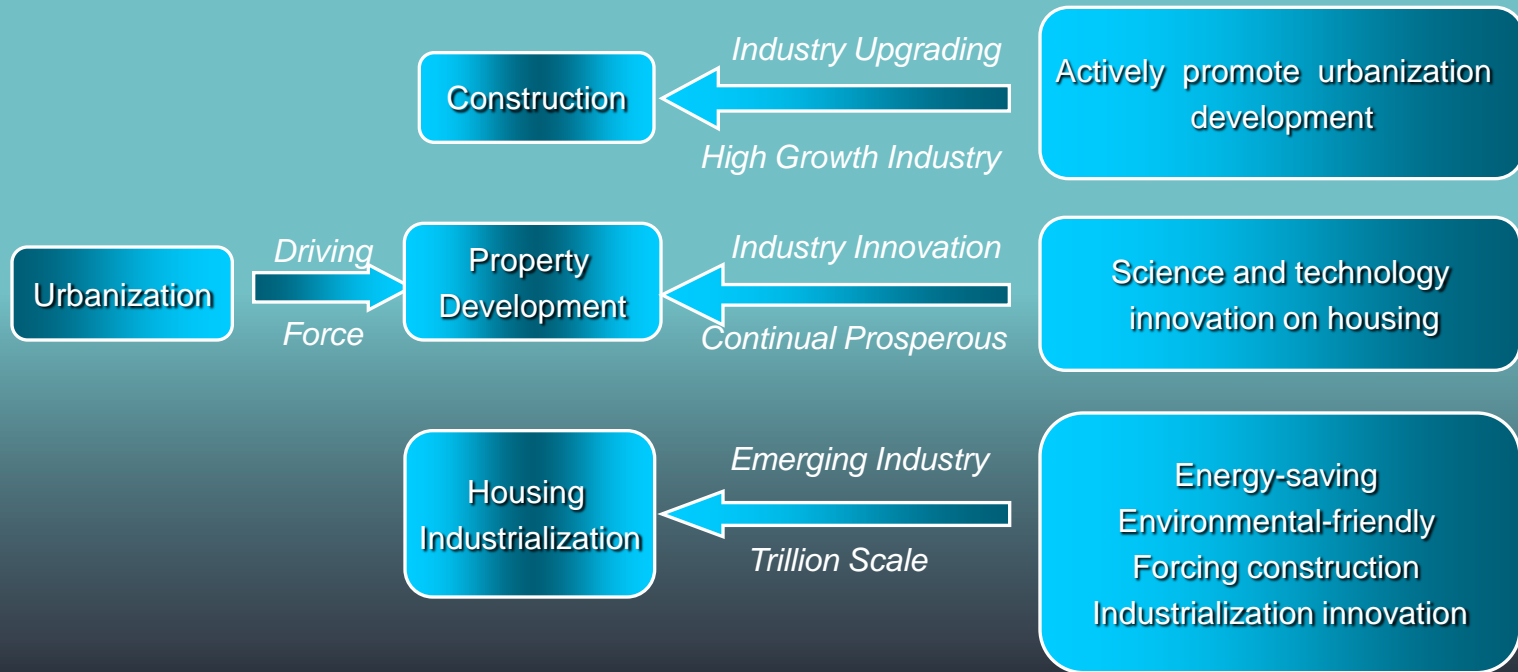 Industry Upgrading
Construction
Actively promote urbanization
development
High Growth Industry
Driving
Urbanization
Force
Property
Development
Industry Innovation
Continual Prosperous
Science and technology
innovation on housing
Housing
Industrialization
Emerging Industry
Trillion Scale
Energy-saving
Environmental-friendly
Forcing construction
Industrialization innovation